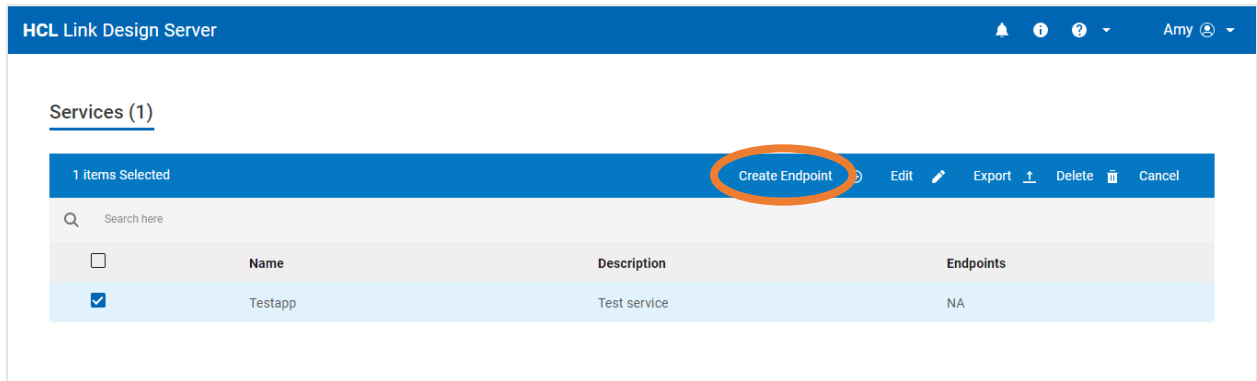 HCL Link Design Server Amy
Services (1)
1 items Selected Create Endpoint Edit Export Delete Cancel
Search here
Name Description Endpoints
Testapp Test service NA